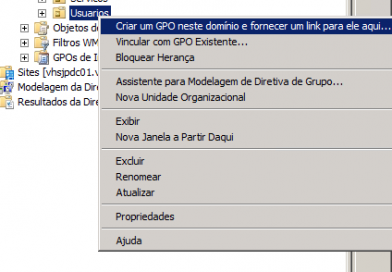 Usuarios
Objetos de
Filtros WM
GPOs de I
Sites [vhsjpdc01.v
Modelagem da Dire
Resultados da Dire
Criar um GPO neste domínio e fornecer um link para ele aqui...
Vincular com GPO Existente...
Bloquear Herança
Assistente para Modelagem de Diretiva de Grupo...
Nova Unidade Organizacional
Exibir
Nova Janela a Partir Daqui
Excluir
Renomear
Atualizar
Propriedades
Ajuda